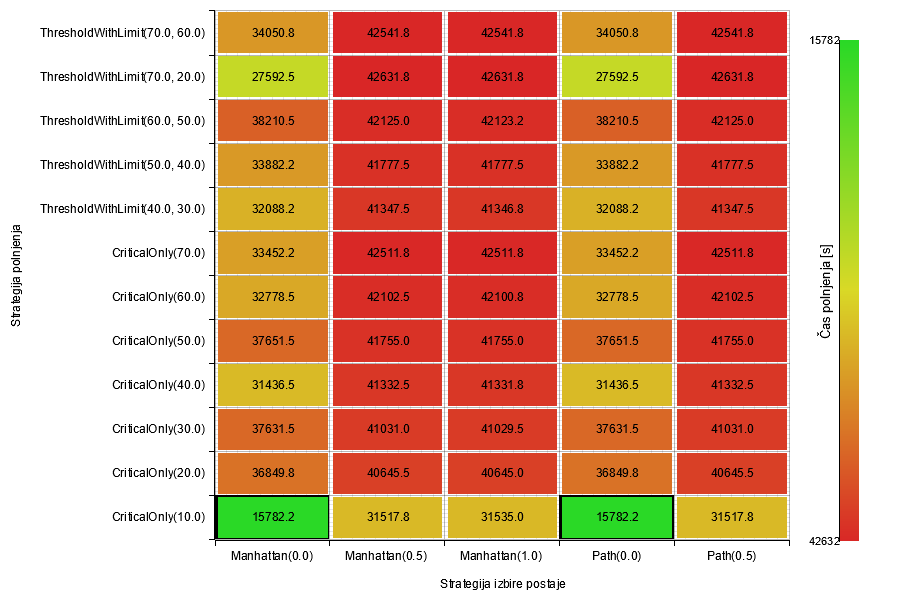 ThresholdWithLimit(70.0, 60.0) 34050.8 42541.8 42541.8 34050.8 42541.8
ThresholdWithLimit(70.0, 20.0) 27592.5 42631.8 42631.8 27592.5 42631.8
ThresholdWithLimit(60.0, 50.0) 38210.5 42125.0 42123.2 38210.5 42125.0
ThresholdWithLimit(50.0, 40.0) 33882.2 41777.5 41777.5 33882.2 41777.5
ThresholdWithLimit(40.0, 30.0) 32088.2 41347.5 41346.8 32088.2 41347.5
CriticalOnly(70.0) 33452.2 42511.8 42511.8 33452.2 42511.8
CriticalOnly(60.0) 32778.5 42102.5 42100.8 32778.5 42102.5
CriticalOnly(50.0) 37651.5 41755.0 41755.0 37651.5 41755.0
CriticalOnly(40.0) 31436.5 41332.5 41331.8 31436.5 41332.5
CriticalOnly(30.0) 37631.5 41031.0 41029.5 37631.5 41031.0
CriticalOnly(20.0) 36849.8 40645.5 40645.0 36849.8 40645.5
CriticalOnly(10.0) 15782.2 31517.8 31535.0 15782.2 31517.8
Manhattan(0.0) Manhattan(0.5) Manhattan(1.0) Path(0.0) Path(0.5)
Strategija izbire postaje
Strategija polnjenja
15782
42632
Čas polnjenja [s]